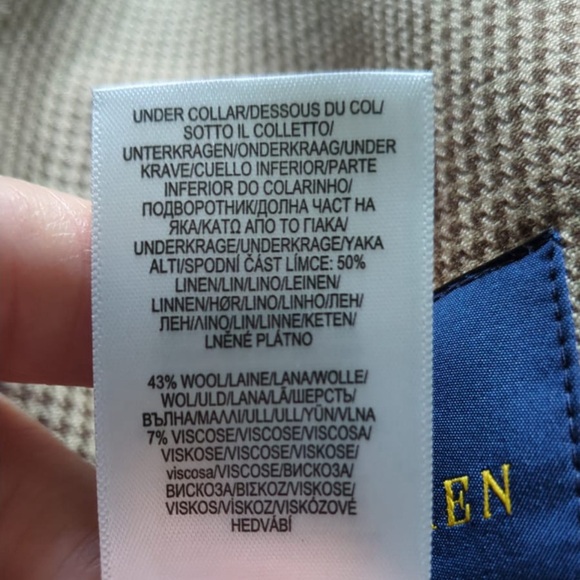 UNDER COLLAR/DESSOUS DU COL/
SOTTO IL COLLETTO/
UNTERKRAGEN/ONDERKRAAG/UNDER
KRAVE/CUELLO INFERIOR/PARTE
INFERIOR DO COLARINHO/
ПОДВОРОТНИК/ДОЛНА ЧАСТ НА
ЯКА/ΚΑΤΩ ΑΠΟ ΤΟ ΓΙΑΚΑ/
UNDERKRAGE/UNDERKRAGE/YAKA
ALTI/SPODNÍ ČÁST LÍMCE: 50%
LINEN/LIN/LINO/LEINEN/
LINNEN/HØR/LINO/LINHO/ЛЕН/
ЛЕН/ΛΙΝΟ/LIN/LINNE/KETEN/
LNĚNÉ PLÁTNO
43% WOOL/LAINE/LANA/WOLLE/
WOL/ULD/LANA/LÃ/ШЕРСТЬ/
ВЪЛНА/ΜΑΛΛΙ/ULL/ULL/YÜN/VLNA
7% VISCOSE/VISCOSE/VISCOSA/
VISKOSE/VISCOSE/VISKOSE/
viscosa/VISCOSE/ВИСКОЗА/
ВИСКОЗА/ΒΙΣΚΟΖ/VISKOSE/
VISKOS/VİSKOZ/VISKÓZOVÉ
HEDVÁBÍ
EN